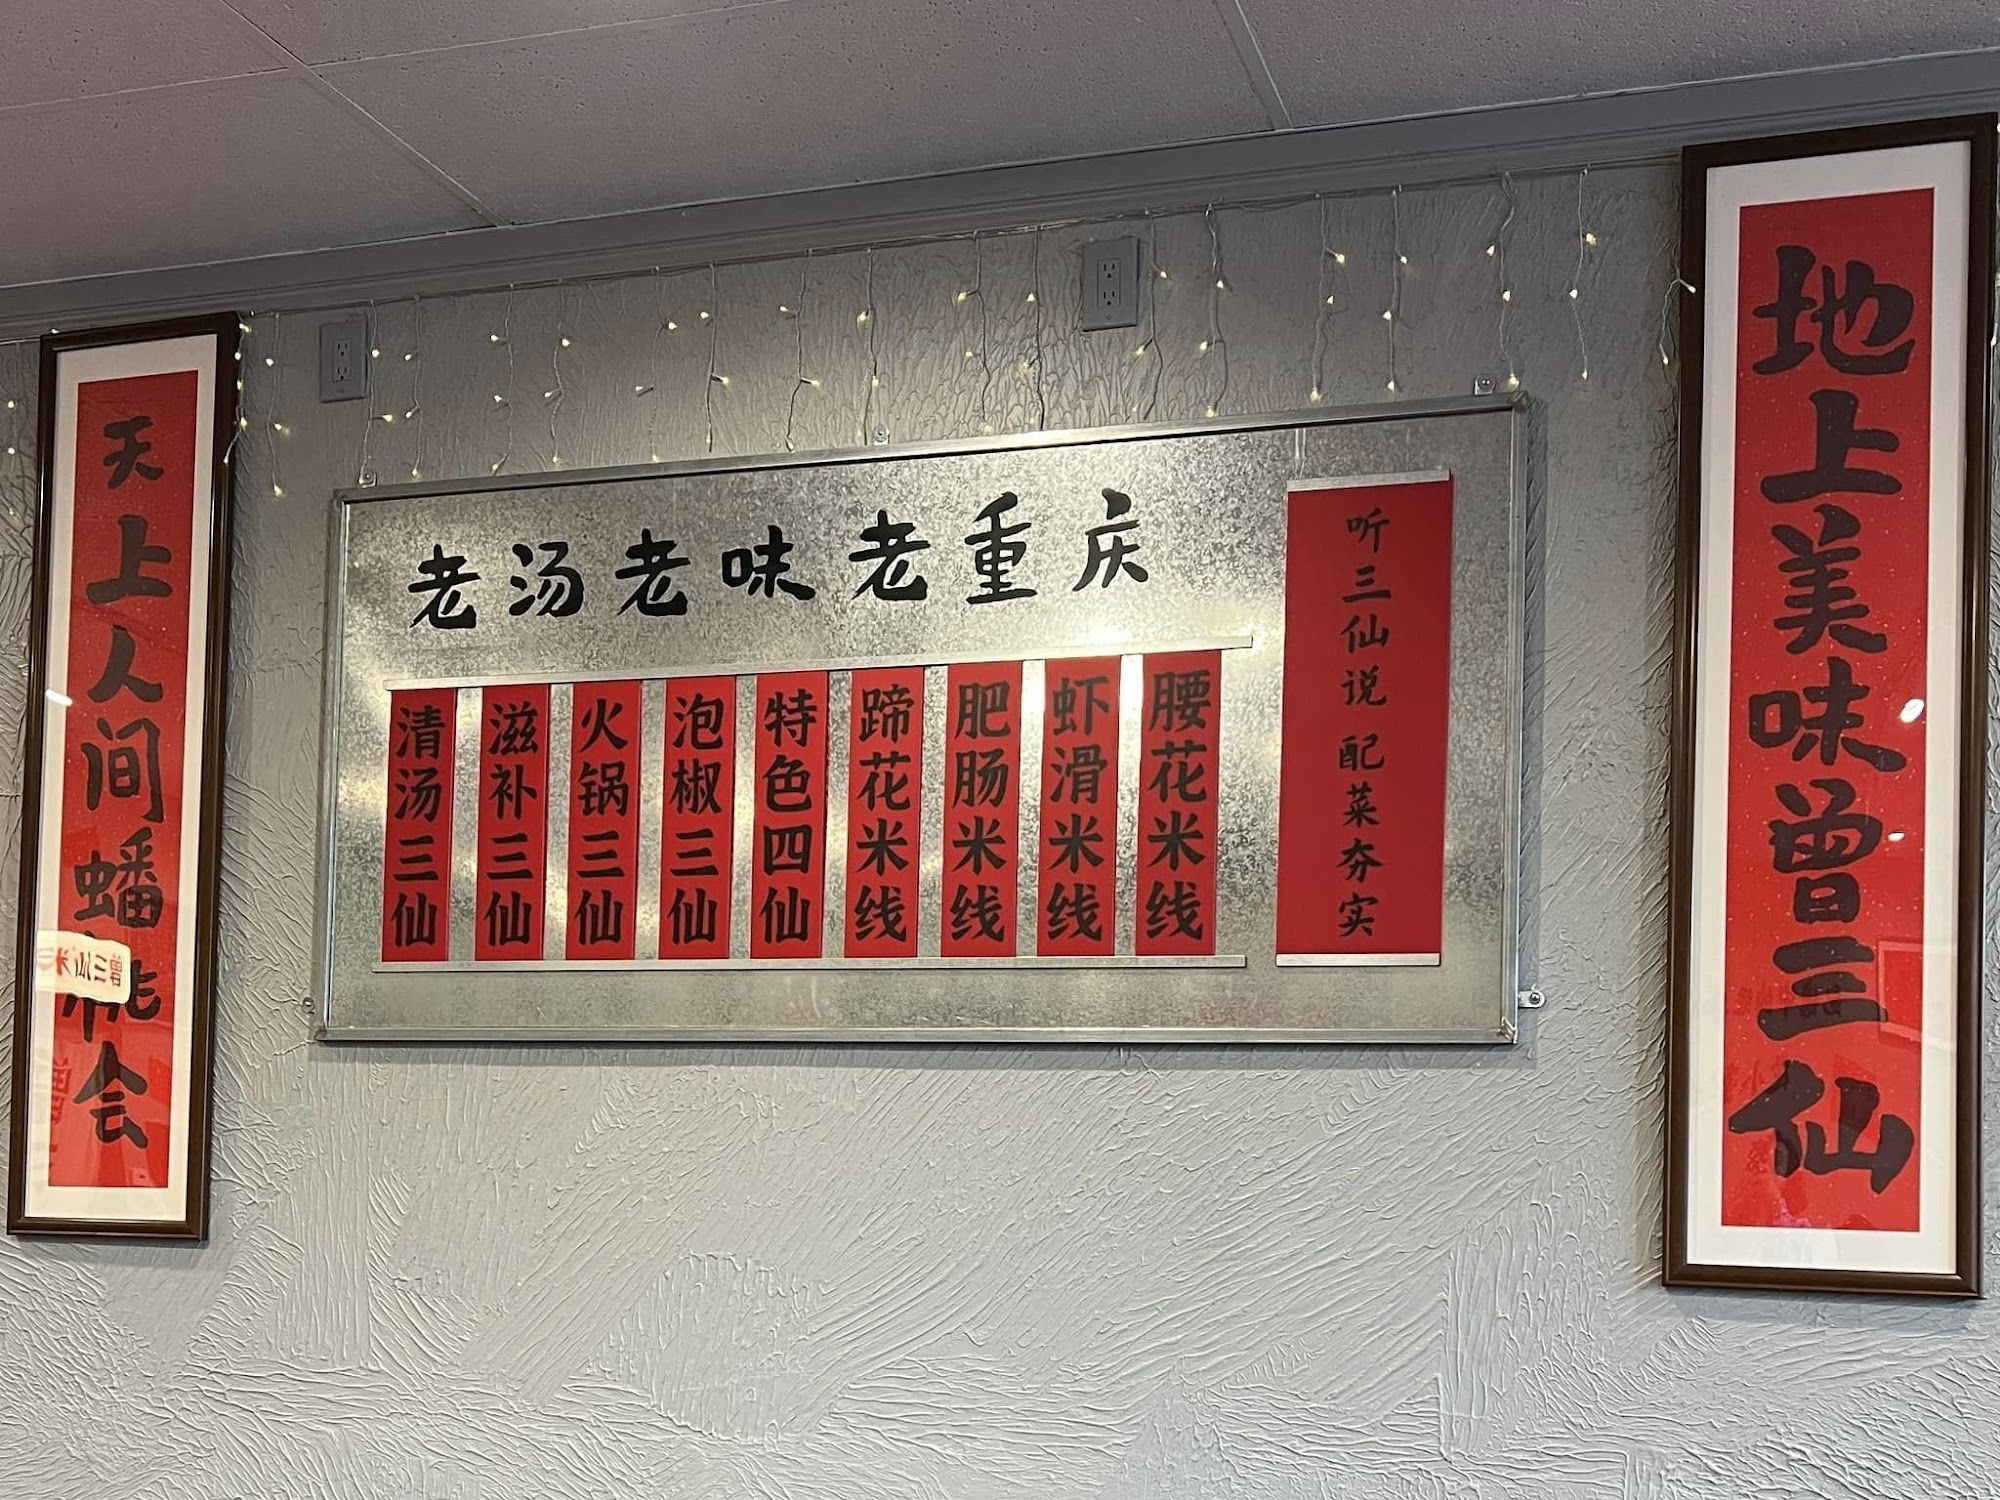 天上人间蟠桃会
老汤老味老重庆
清汤三仙
滋补三仙
火锅三仙
泡椒三仙
特色四仙
蹄花米线
肥肠米线
虾滑米线
腰花米线
听三仙说 配菜夯实
地上美味曾三仙